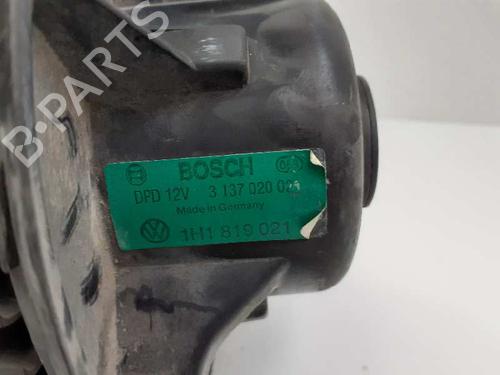 B-PARTS
BOSCH
DPD 12V 3 137 020 021
Made in Germany
1H1 819 021